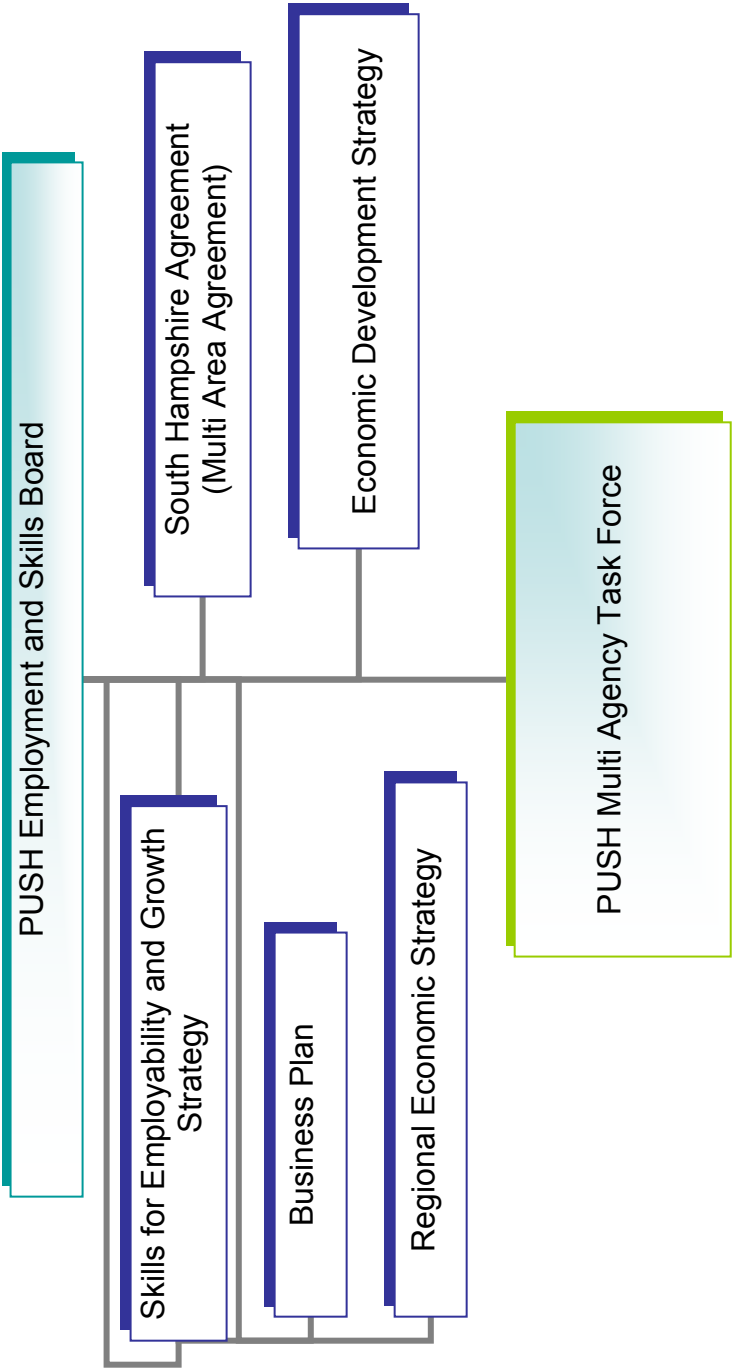 PUSH Employment and Skills Board
Skills for Employability and Growth
Strategy
South Hampshire Agreement
(Multi Area Agreement)
Business Plan
Economic Development Strategy
Regional Economic Strategy
PUSH Multi Agency Task Force